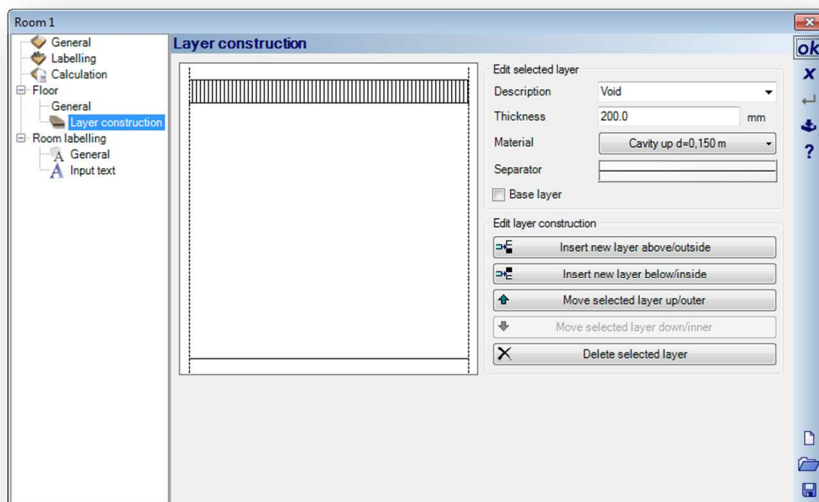 Room 1
General
Labelling
Calculation
Floor
General
Layer construction
Room labelling
General
Input text
Layer construction
Edit selected layer
Description Void
Thickness 200.0 mm
Material Cavity up d=0,150 m
Separator
Base layer
Edit layer construction
Insert new layer above/outside
Insert new layer below/inside
Move selected layer up/outer
Move selected layer down/inner
Delete selected layer
ok
x
?